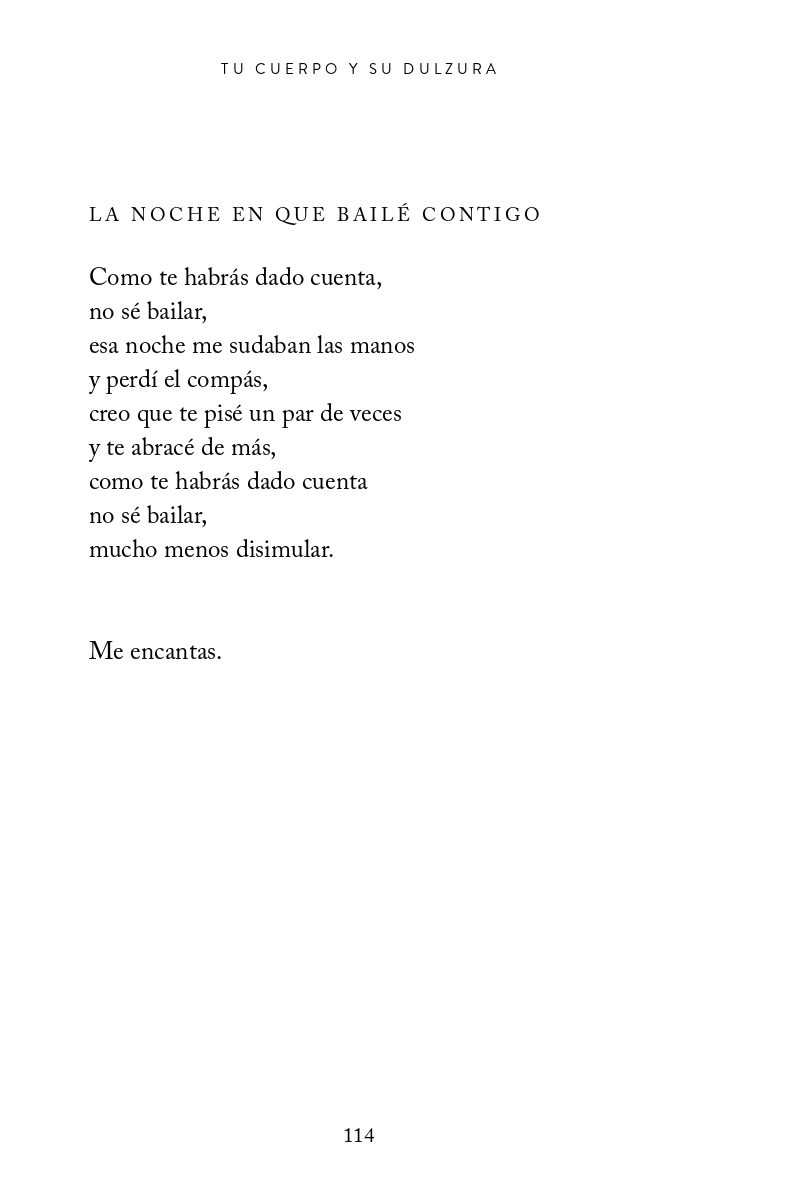 TU CUERPO Y SU DULZURA
LA NOCHE EN QUE BAILÉ CONTIGO
Como te habrás dado cuenta,
no sé bailar,
esa noche me sudaban las manos
y perdí el compás,
creo que te pisé un par de veces
y te abracé de más,
como te habrás dado cuenta
no sé bailar,
mucho menos disimular.
Me encantas.
114